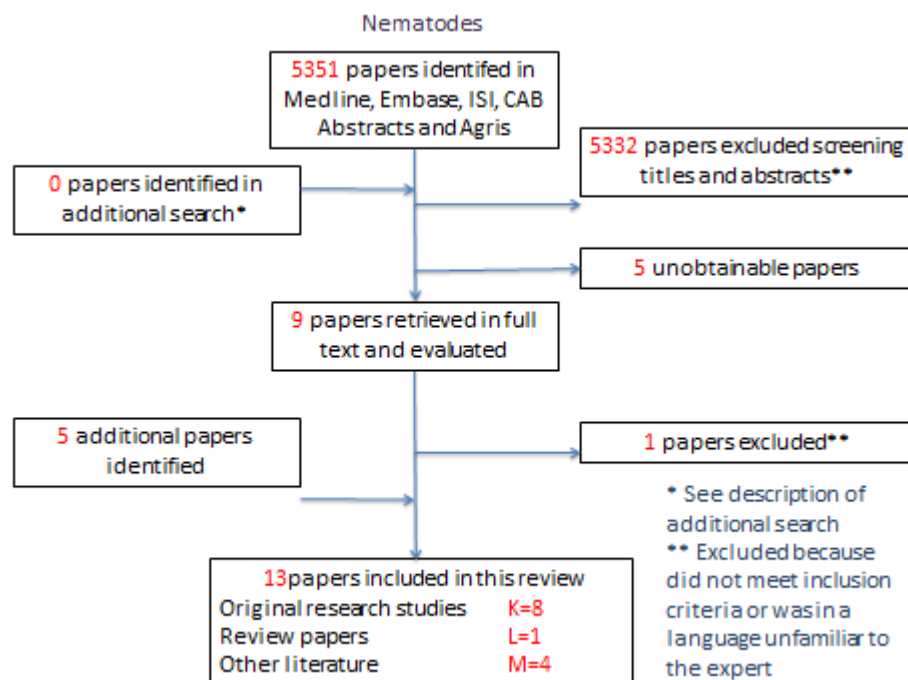 Nematodes
5351 papers identifed in
Medline, Embase, ISI, CAB
Abstracts and Agris
5332 papers excluded screening
titles and abstracts**
0 papers identified in
additional search*
5 unobtainable papers
9 papers retrieved in full
text and evaluated
5 additional papers
identified
1 papers excluded**
* See description of
additional search
** Excluded because
did not meet inclusion
criteria or was in a
language unfamiliar to
the expert
13papers included in this review
Original research studies K=8
Review papers L=1
Other literature M=4